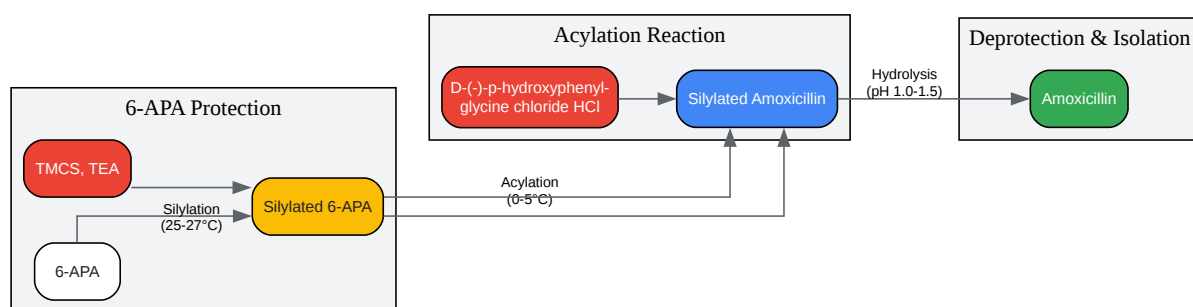 6-APA Protection
TMCS, TEA
6-APA
Silylation
(25-27°C)
Silylated 6-APA
Acylation
(0-5°C)
Acylation Reaction
D-(-)-p-hydroxyphenyl-
glycine chloride HCl
Silylated Amoxicillin
Hydrolysis
(pH 1.0-1.5)
Deprotection & Isolation
Amoxicillin